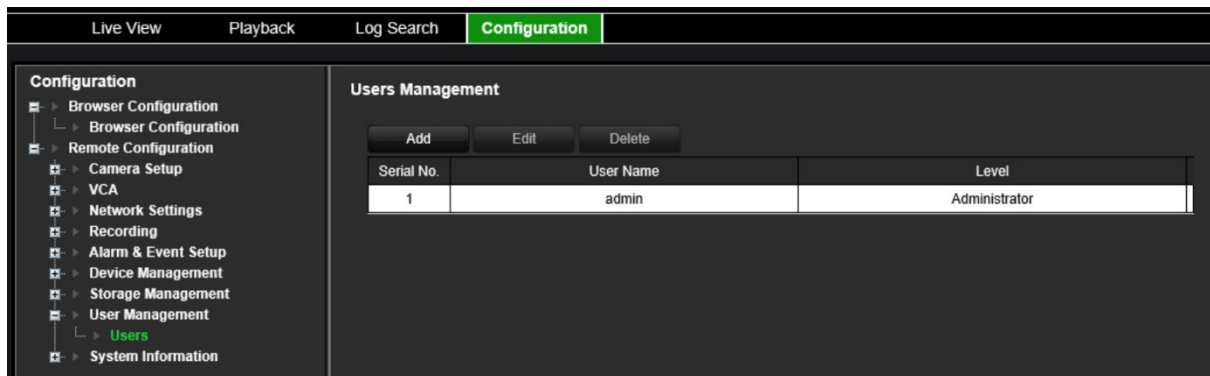 Live View Playback Log Search Configuration
Configuration
Browser Configuration
Browser Configuration
Remote Configuration
Camera Setup
VCA
Network Settings
Recording
Alarm & Event Setup
Device Management
Storage Management
User Management
Users
System Information
Users Management
Add Edit Delete
Serial No. User Name Level
1 admin Administrator